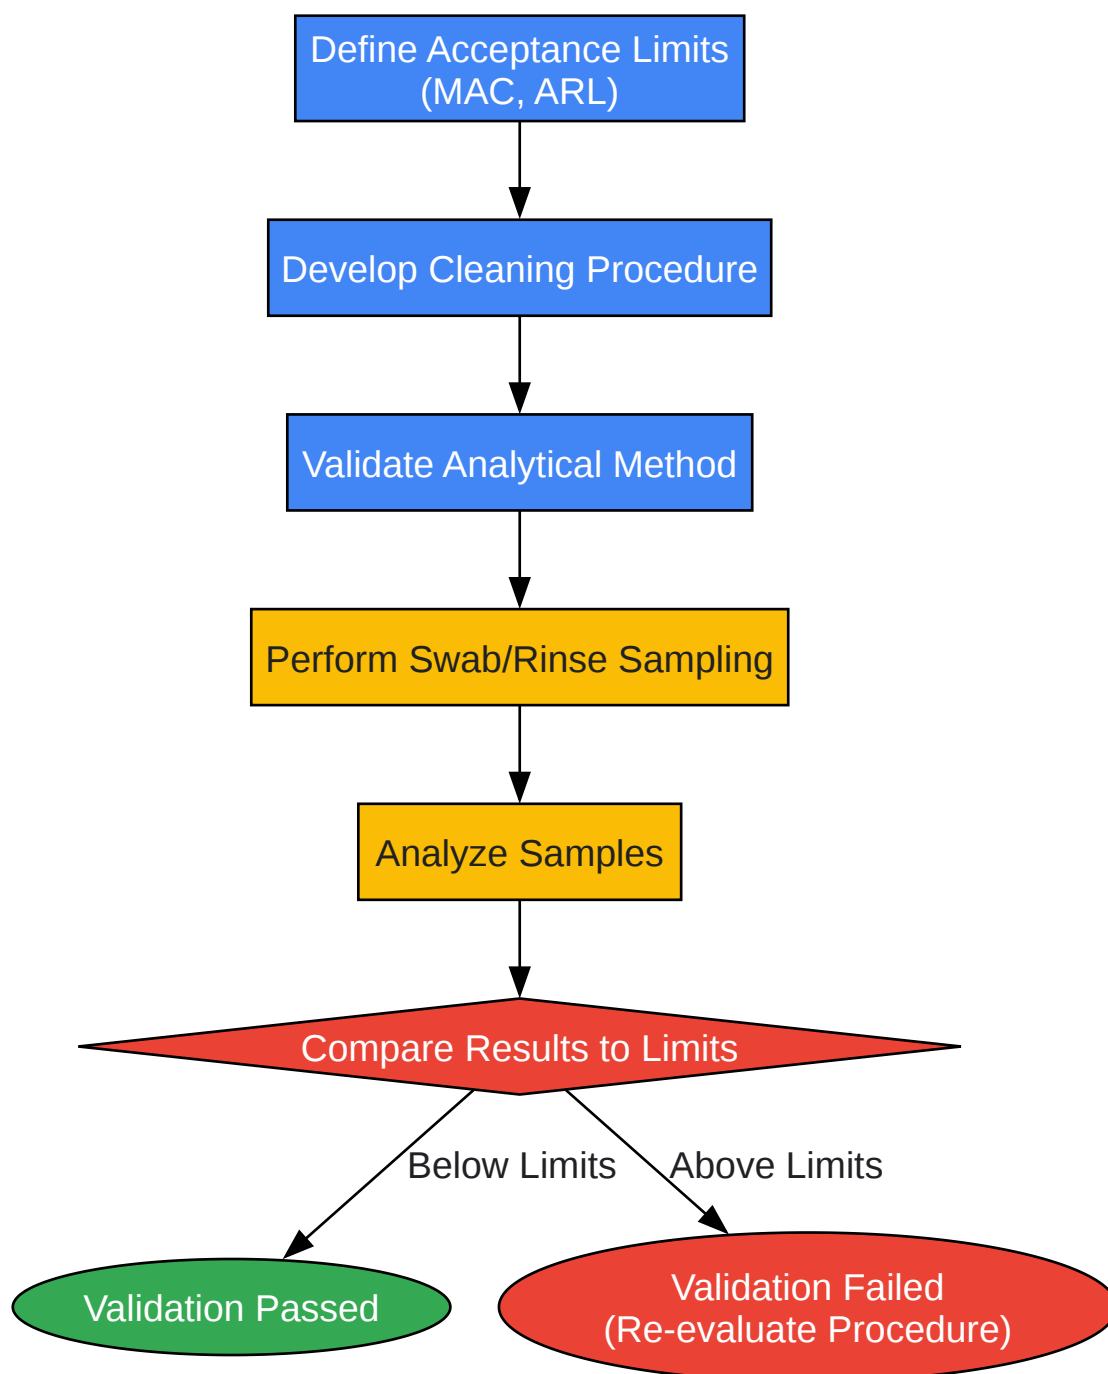 Define Acceptance Limits
(MAC, ARL)
Develop Cleaning Procedure
Validate Analytical Method
Perform Swab/Rinse Sampling
Analyze Samples
Compare Results to Limits
Below Limits
Above Limits
Validation Passed
Validation Failed
(Re-evaluate Procedure)